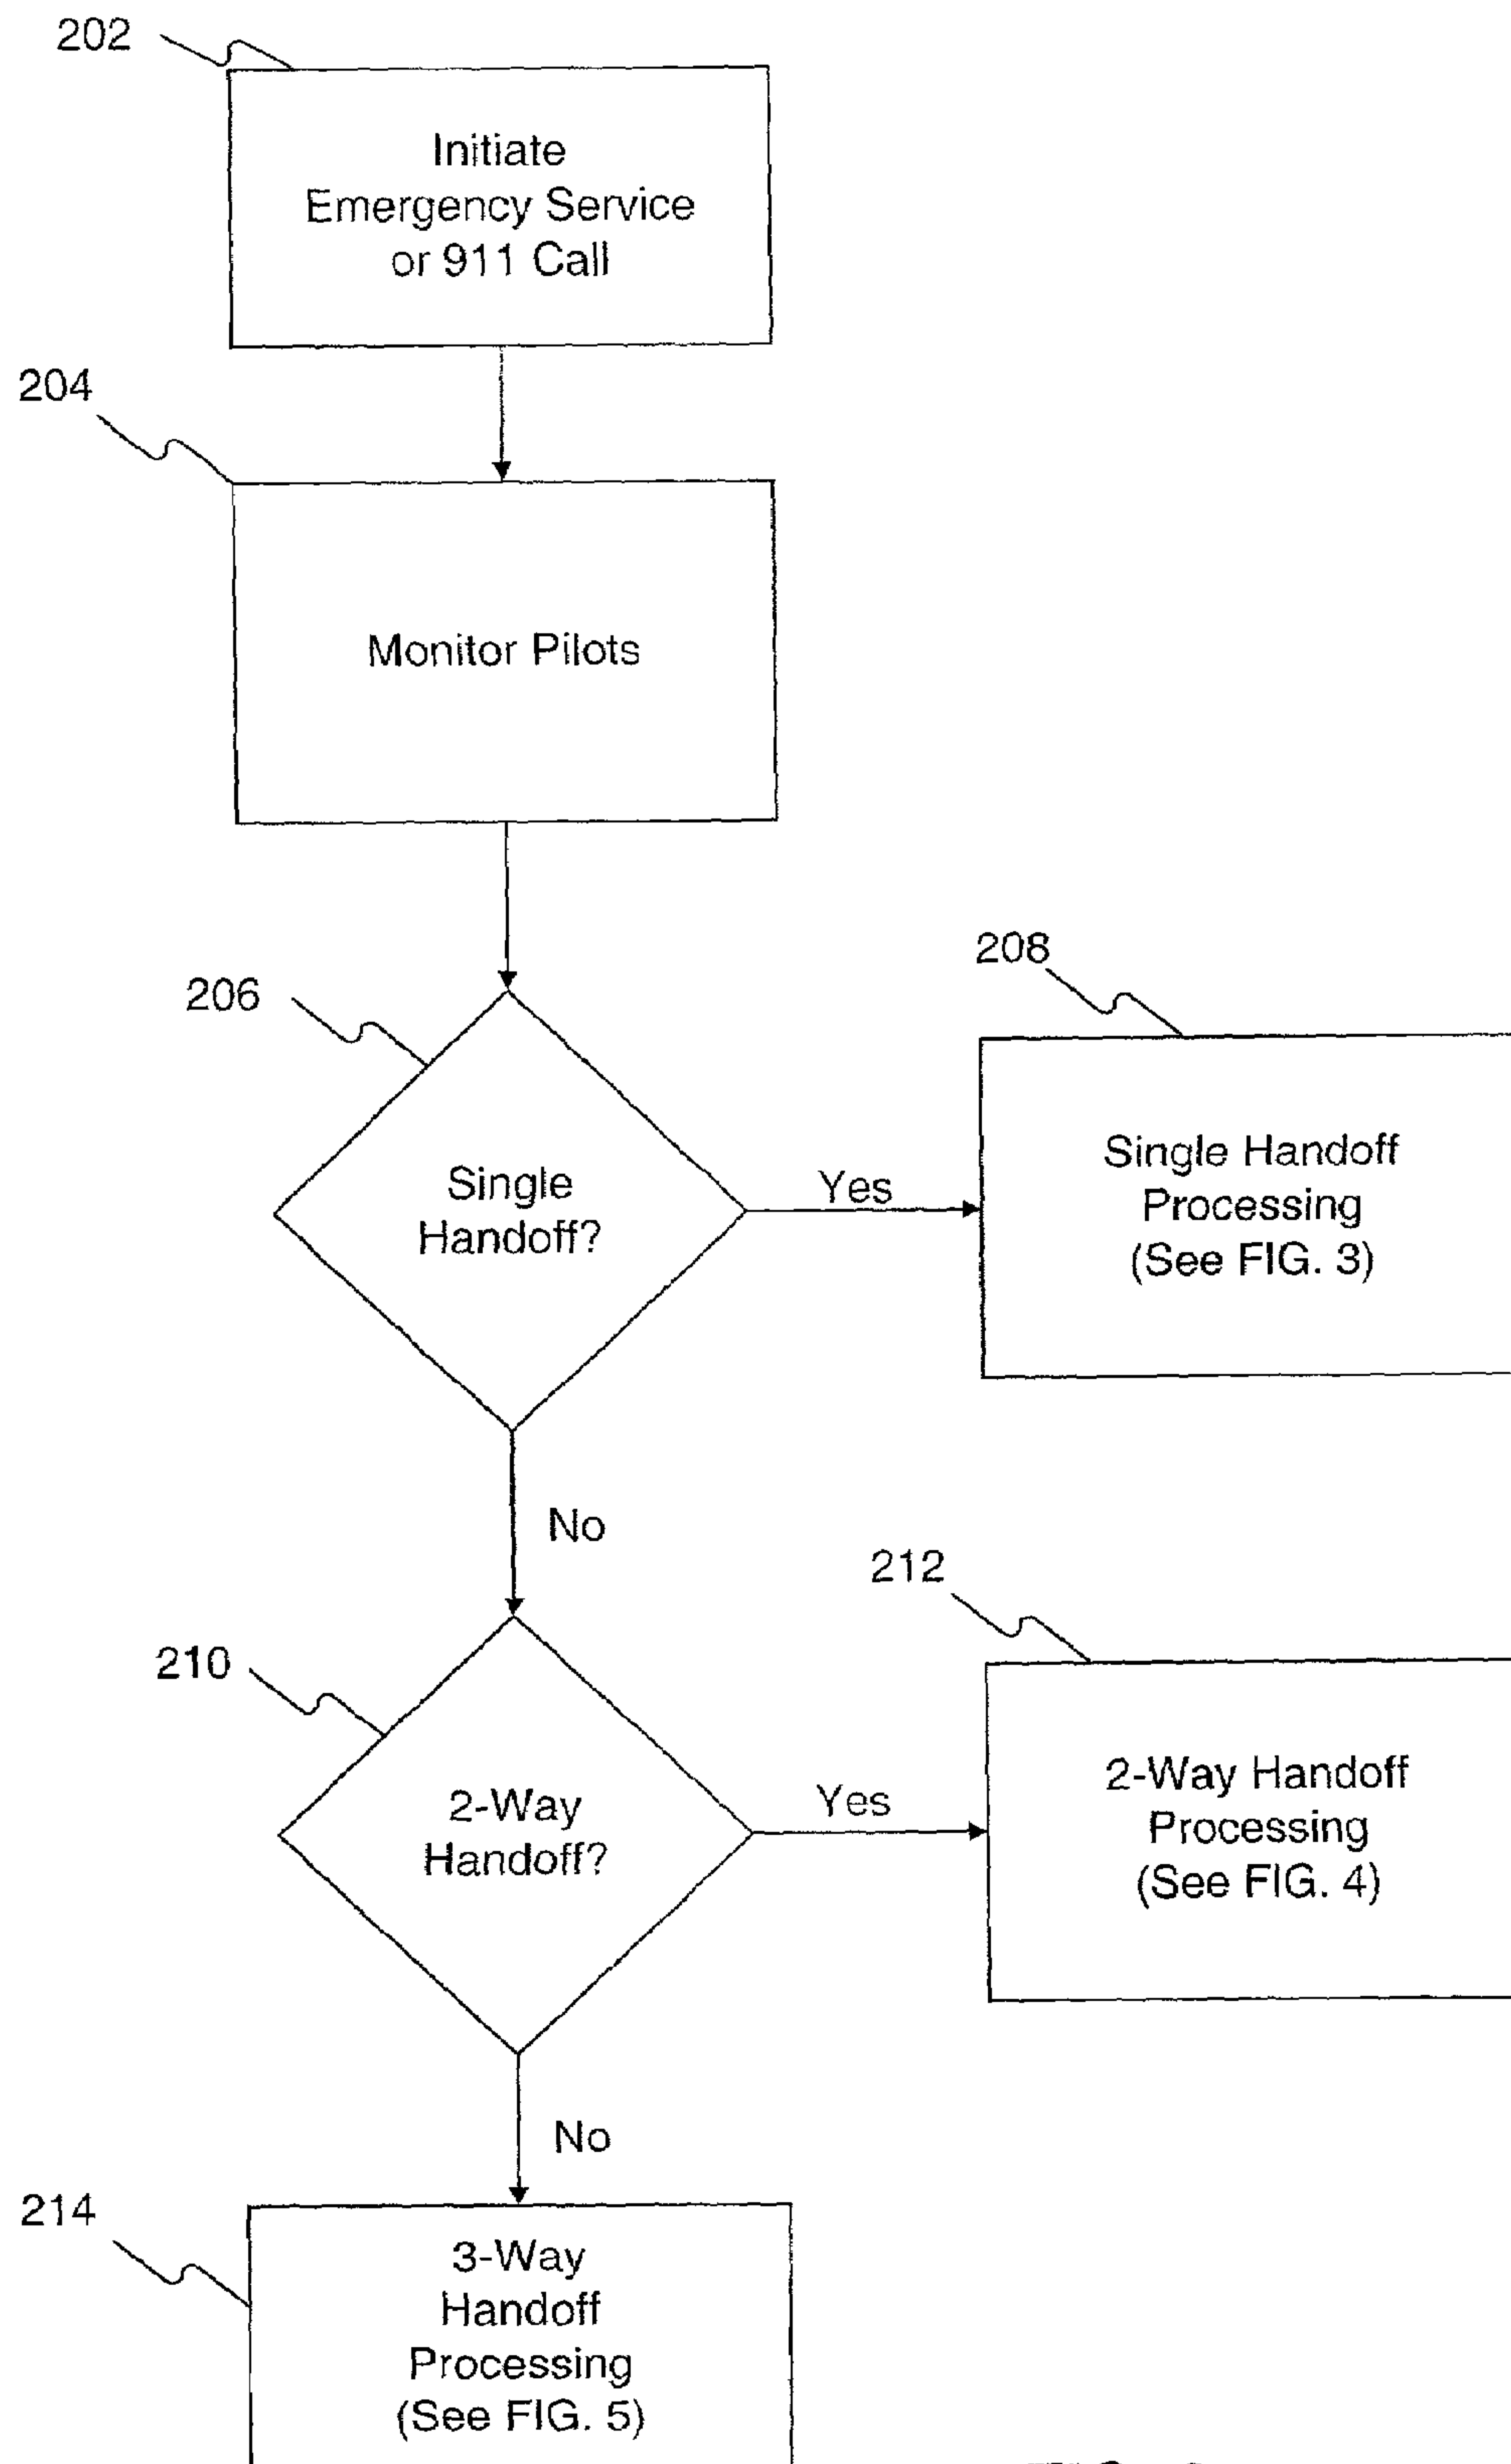 202
Initiate
Emergency Service
or 911 Call
204
Monitor Pilots
206
Single
Handoff?
Yes
208
Single Handoff
Processing
(See FIG. 3)
No
210
2-Way
Handoff?
Yes
212
2-Way Handoff
Processing
(See FIG. 4)
No
214
3-Way
Handoff
Processing
(See FIG. 5)